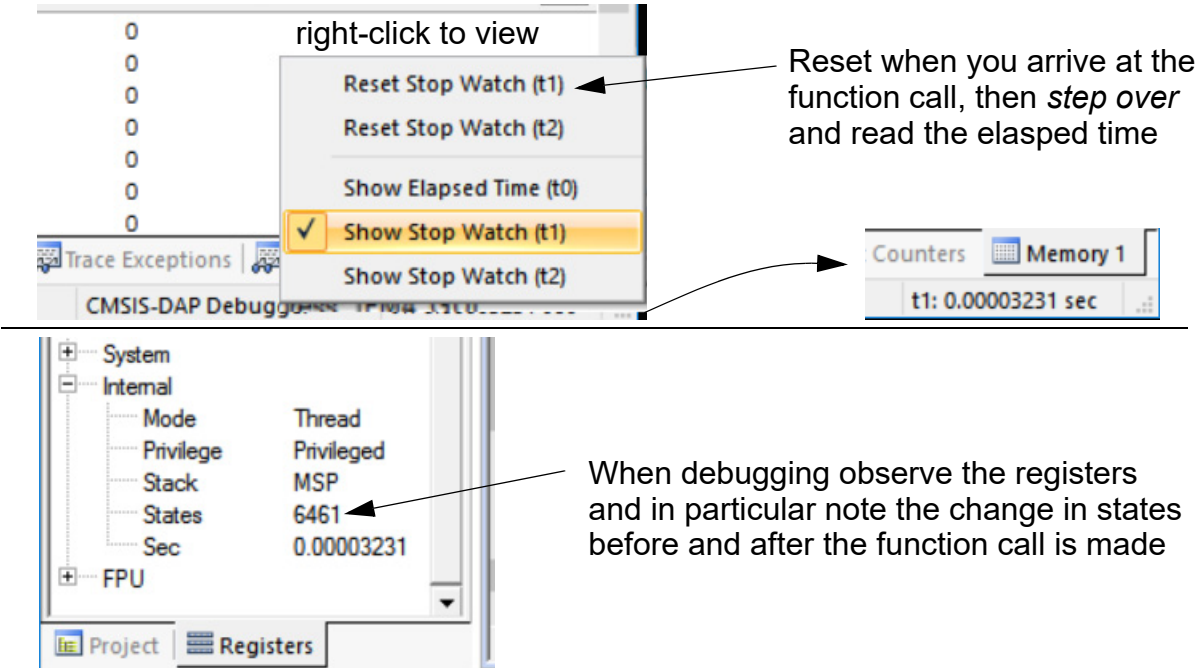 0
right-click to view
0
0
0
0
0
0
Reset Stop Watch (t1)
Reset Stop Watch (t2)
Show Elapsed Time (t0)
Show Stop Watch (t1)
Show Stop Watch (t2)
Reset when you arrive at the
function call, then step over
and read the elasped time
Trace Exceptions
CMSIS-DAP Debugge
sec
Counters
Memory 1
t1: 0.00003231 sec
System
Internal
Mode Thread
Privilege Privileged
Stack MSP
States 6461
Sec 0.00003231
FPU
Project
Registers
When debugging observe the registers
and in particular note the change in states
before and after the function call is made